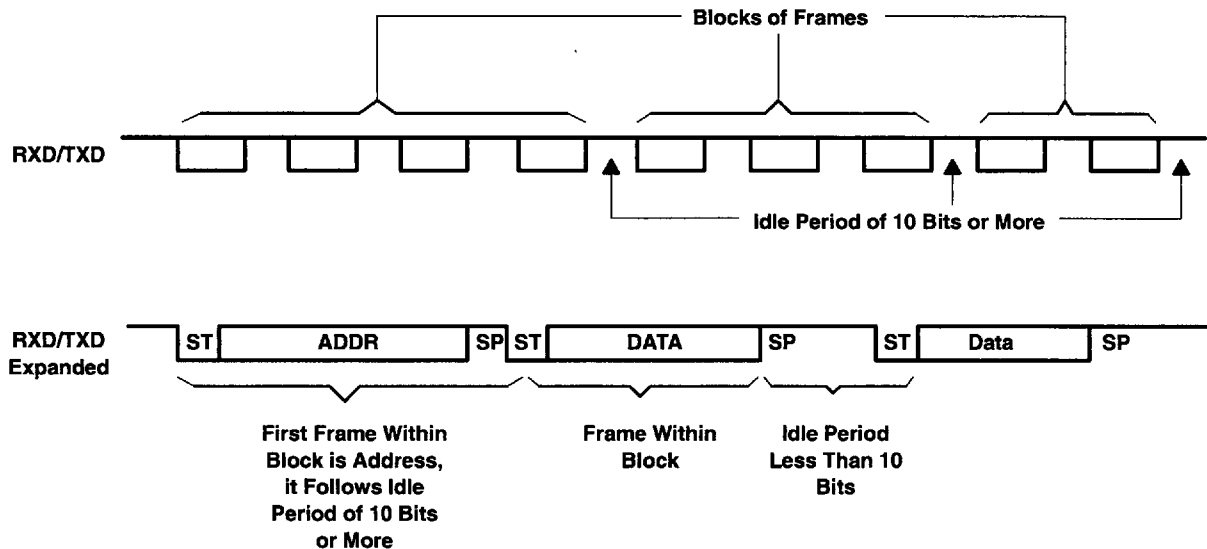 Blocks of Frames
RXD/TXD
Idle Period of 10 Bits or More
RXD/TXD
Expanded
ST
ADDR
SP
ST
DATA
SP
ST
Data
SP
First Frame Within
Block is Address,
it Follows Idle
Period of 10 Bits
or More
Frame Within
Block
Idle Period
Less Than 10
Bits